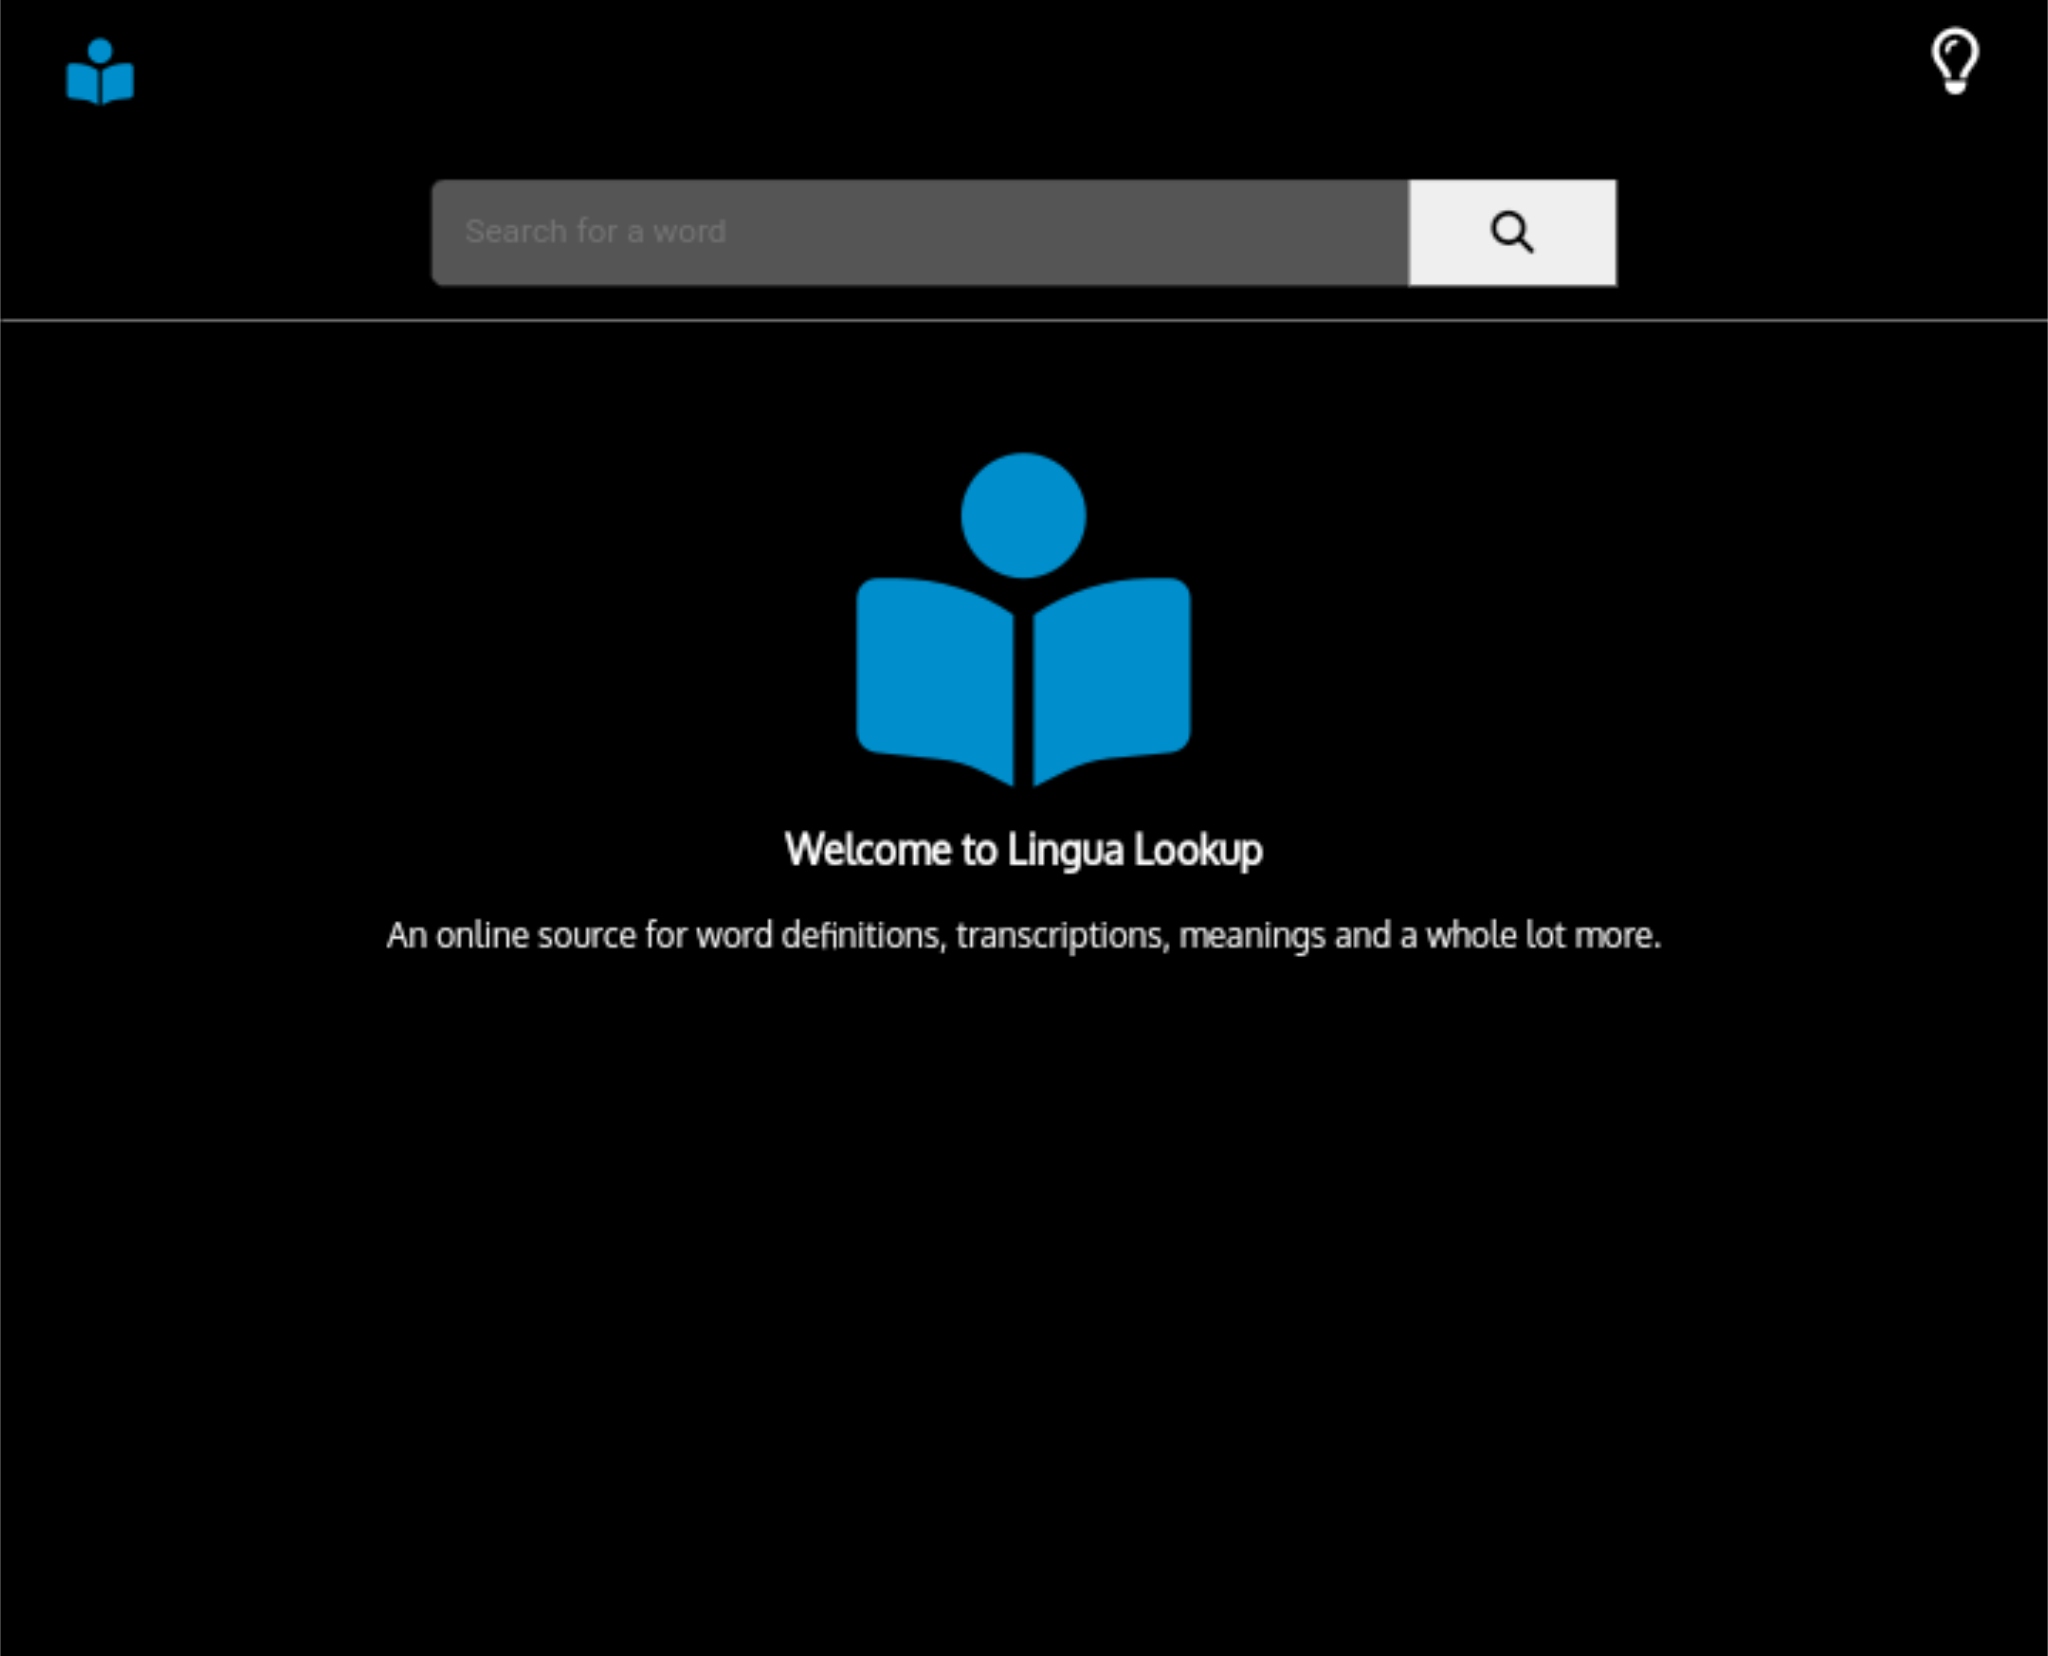 Search for a word
Welcome to Lingua Lookup
An online source for word definitions, transcriptions, meanings and a whole lot more.